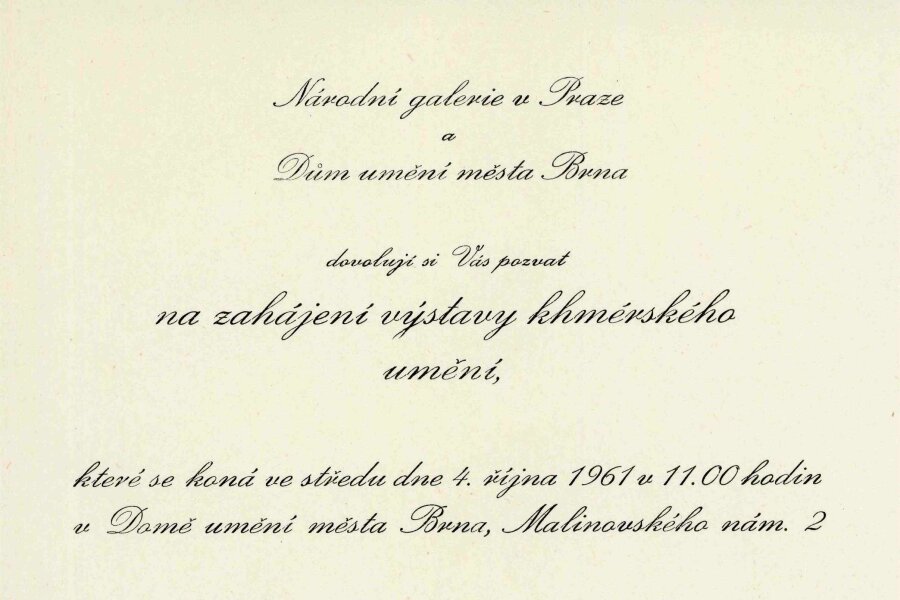 Národní galerie v Praze
a
Dům umění města Brna
dovolují si Vás pozvat
na zahájení výstavy khmérského
umění,
které se koná ve středu dne 4. října 1961 v 11.00 hodin
v Domě umění města Brna, Malinovského nám. 2